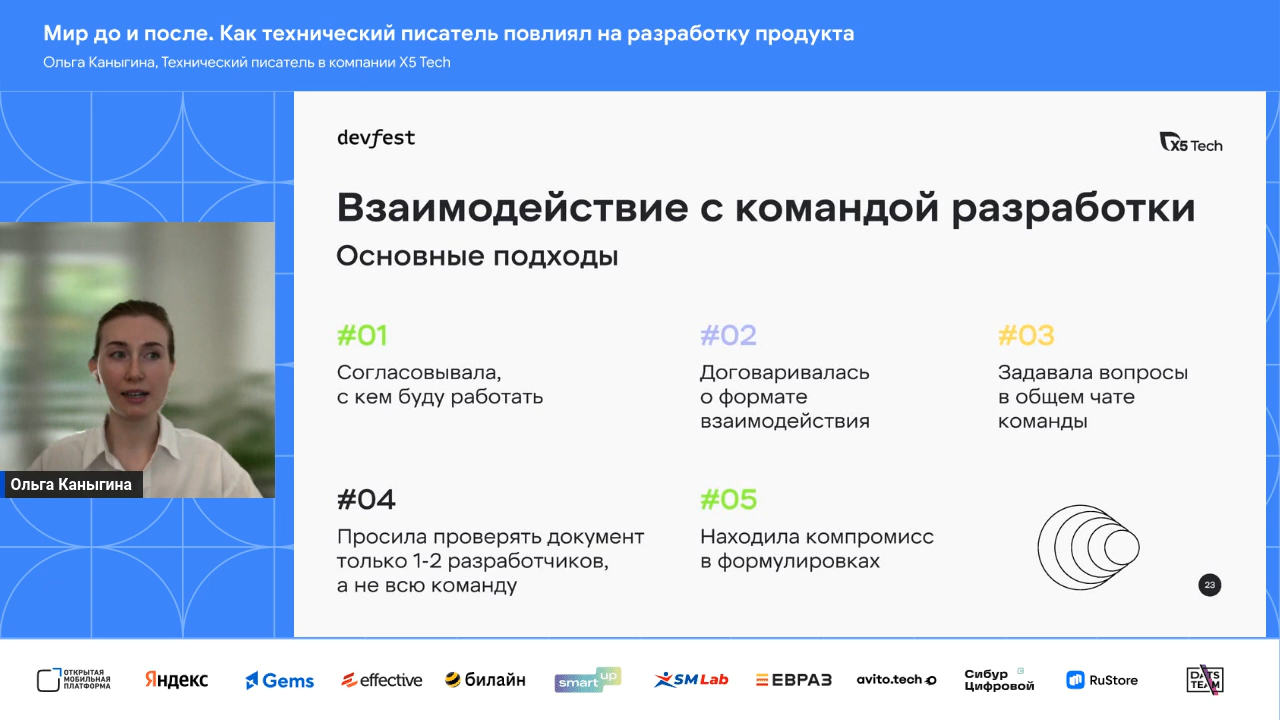 Мир до и после. Как технический писатель повлиял на разработку продукта
Ольга Каныгина, Технический писатель в компании X5 Tech
devfest
X5 Tech
Взаимодействие с командой разработки
Основные подходы
#01
Согласовывала,
с кем буду работать
#02
Договаривалась
о формате
взаимодействия
#03
Задавала вопросы
в общем чате
команды
#04
Просила проверять документ
только 1-2 разработчиков,
а не всю команду
#05
Находила компромисс
в формулировках
23
Ольга Каныгина
ОТКРЫТАЯ
МОБИЛЬНАЯ
ПЛАТФОРМА
Яндекс
Gems
effective
билайн
smart up
SM Lab
ЕВРАЗ
avito.tech
Сибур
Цифровой
RuStore
DATS
TEAM